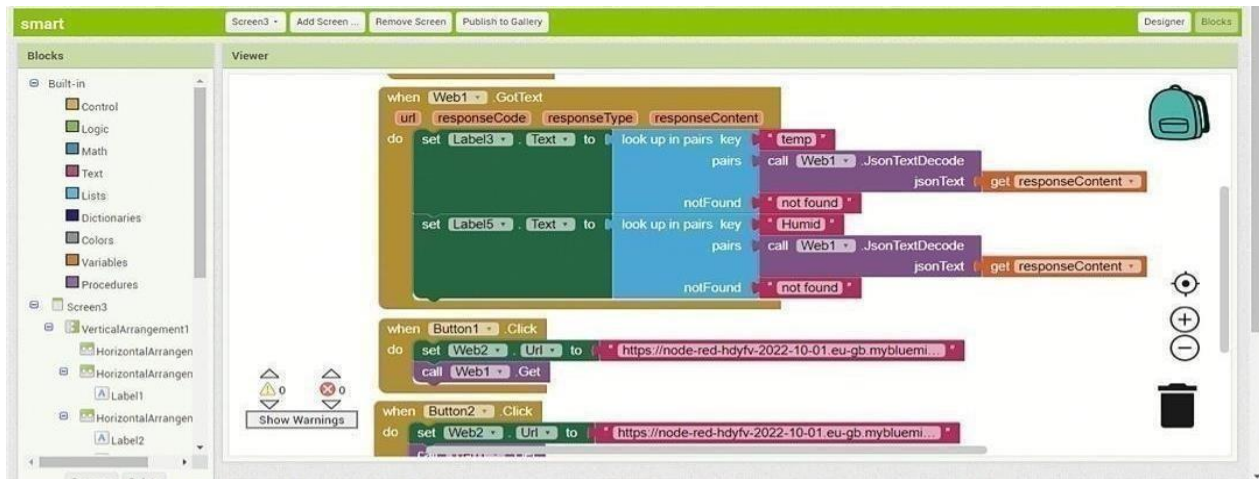 smart Screen3 Add Screen ... Remove Screen Publish to Gallery Designer Blocks
Blocks Viewer
Built-in
Control
Logic
Math
Text
Lists
Dictionaries
Colors
Variables
Procedures
Screen3
VerticalArrangement1
HorizontalArrangen
HorizontalArrangen
Label1
HorizontalArrangen
Label2
when Web1 .GotText
url responseCode responseType responseContent
do set Label3 . Text to look up in pairs key " temp "
pairs call Web1 .JsonTextDecode
jsonText get responseContent
notFound " not found "
set Label5 . Text to look up in pairs key " Humid "
pairs call Web1 .JsonTextDecode
jsonText get responseContent
notFound " not found "
when Button1 .Click
do set Web2 . Url to " https://node-red-hdyfv-2022-10-01.eu-gb.mybluemi... "
call Web1 .Get
when Button2 .Click
do set Web2 . Url to " https://node-red-hdyfv-2022-10-01.eu-gb.mybluemi... "
0 0
Show Warnings